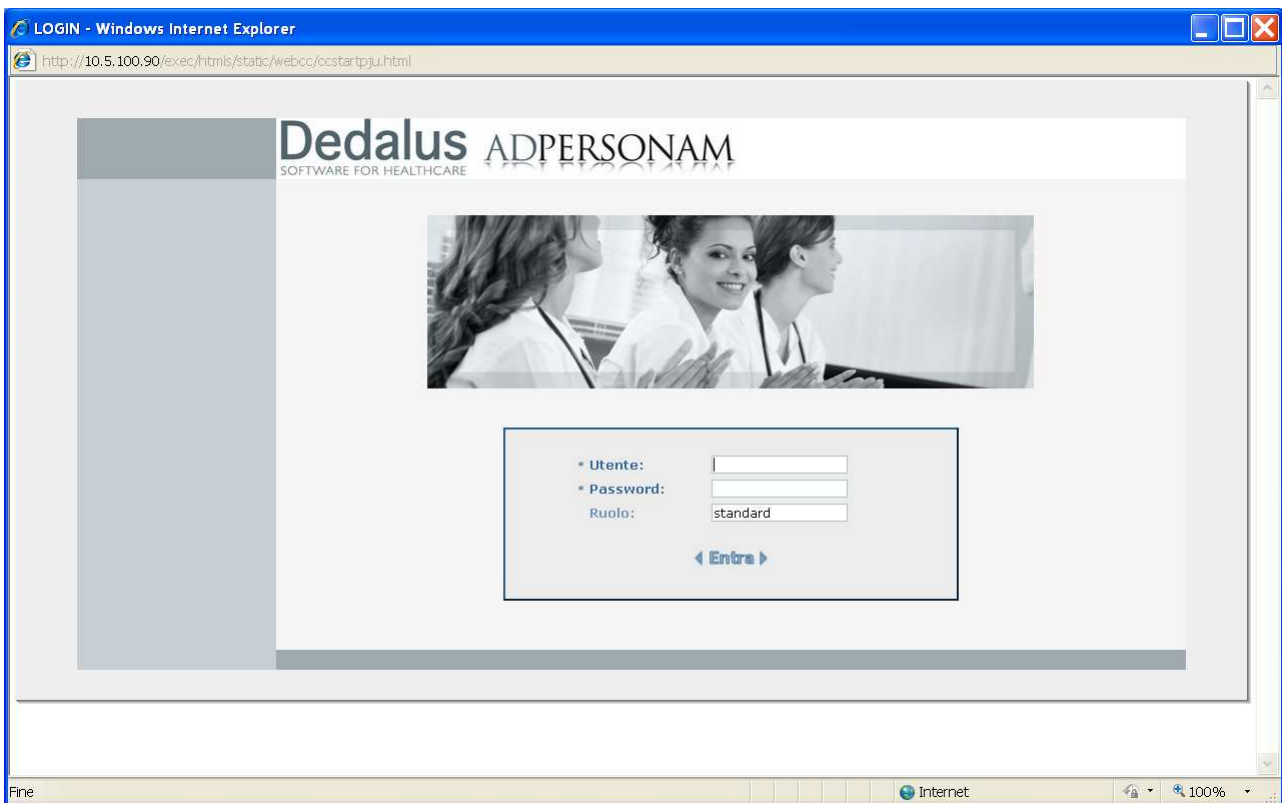 LOGIN - Windows Internet Explorer
http://10.5.100.90/exec/htmls/static/webcc/ccstartpju.html
Dedalus ADPERSONAM
SOFTWARE FOR HEALTHCARE
* Utente:
* Password:
Ruolo: standard
Entra
Fine Internet 100%